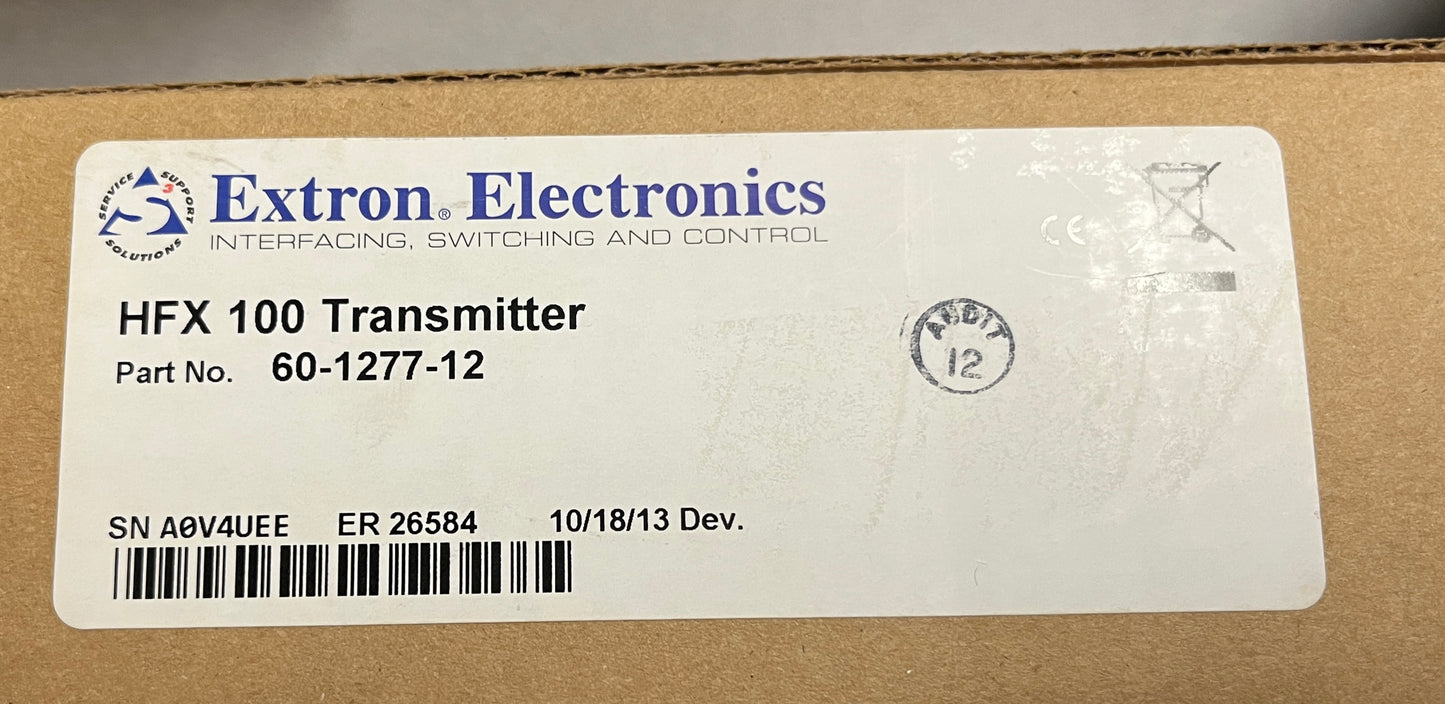 SERVICE SUPPORT SOLUTIONS
S3
Extron® Electronics
INTERFACING, SWITCHING AND CONTROL
CE
HFX 100 Transmitter
Part No. 60-1277-12
AUDIT
12
SN A0V4UEE ER 26584 10/18/13 Dev.